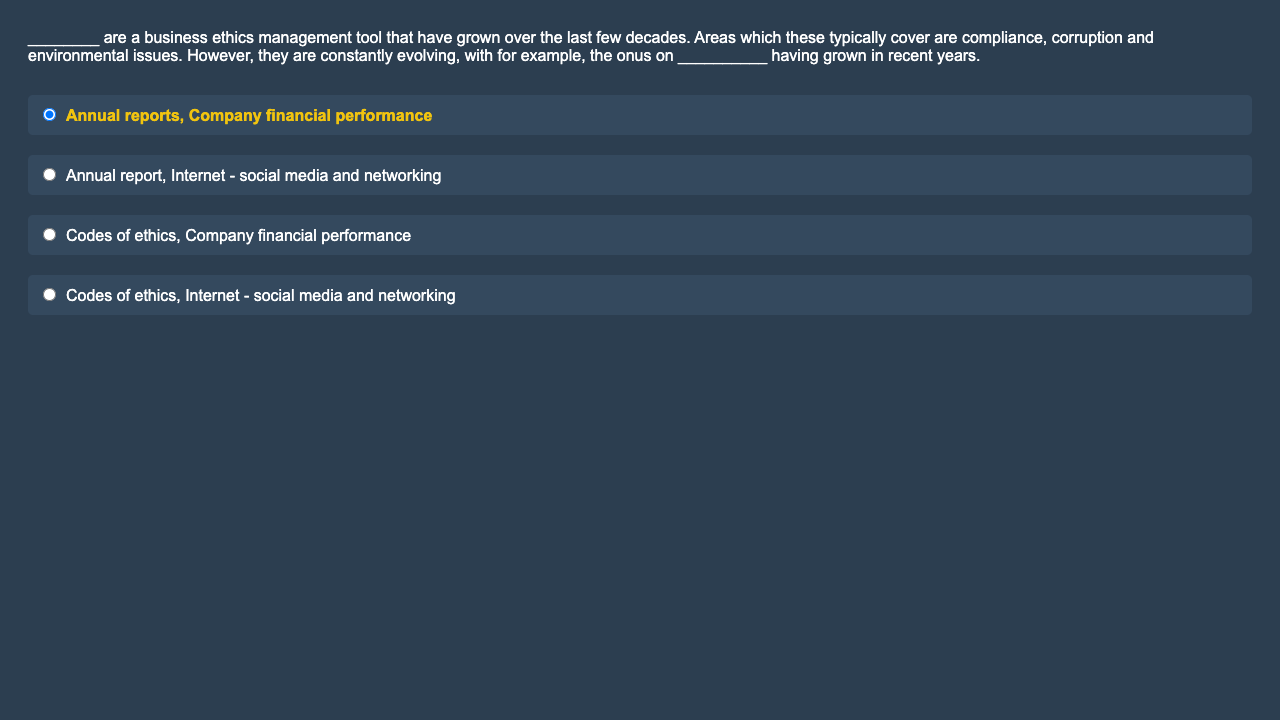 ________ are a business ethics management tool that have grown over the last few decades. Areas which these typically cover are compliance, corruption and
environmental issues. However, they are constantly evolving, with for example, the onus on __________ having grown in recent years.
Annual reports, Company financial performance
Annual report, Internet - social media and networking
Codes of ethics, Company financial performance
Codes of ethics, Internet - social media and networking